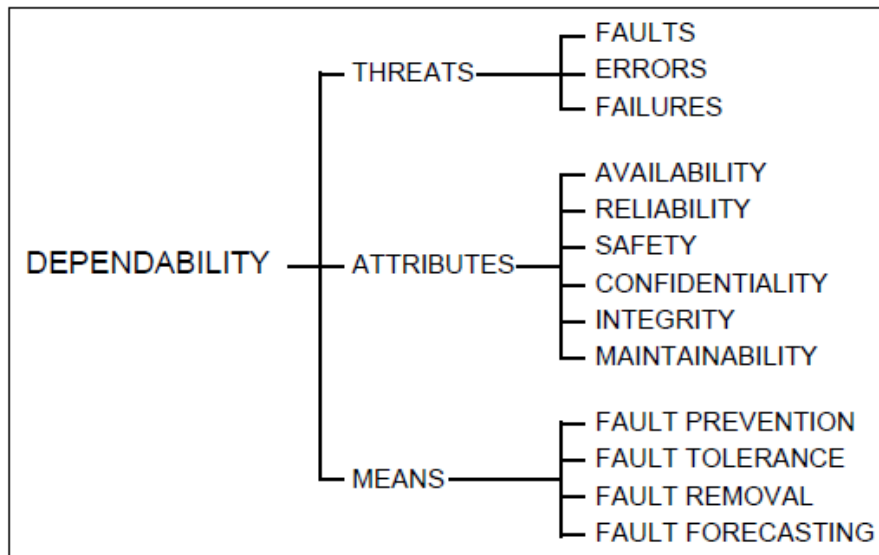 DEPENDABILITY
THREATS
FAULTS
ERRORS
FAILURES
ATTRIBUTES
AVAILABILITY
RELIABILITY
SAFETY
CONFIDENTIALITY
INTEGRITY
MAINTAINABILITY
MEANS
FAULT PREVENTION
FAULT TOLERANCE
FAULT REMOVAL
FAULT FORECASTING